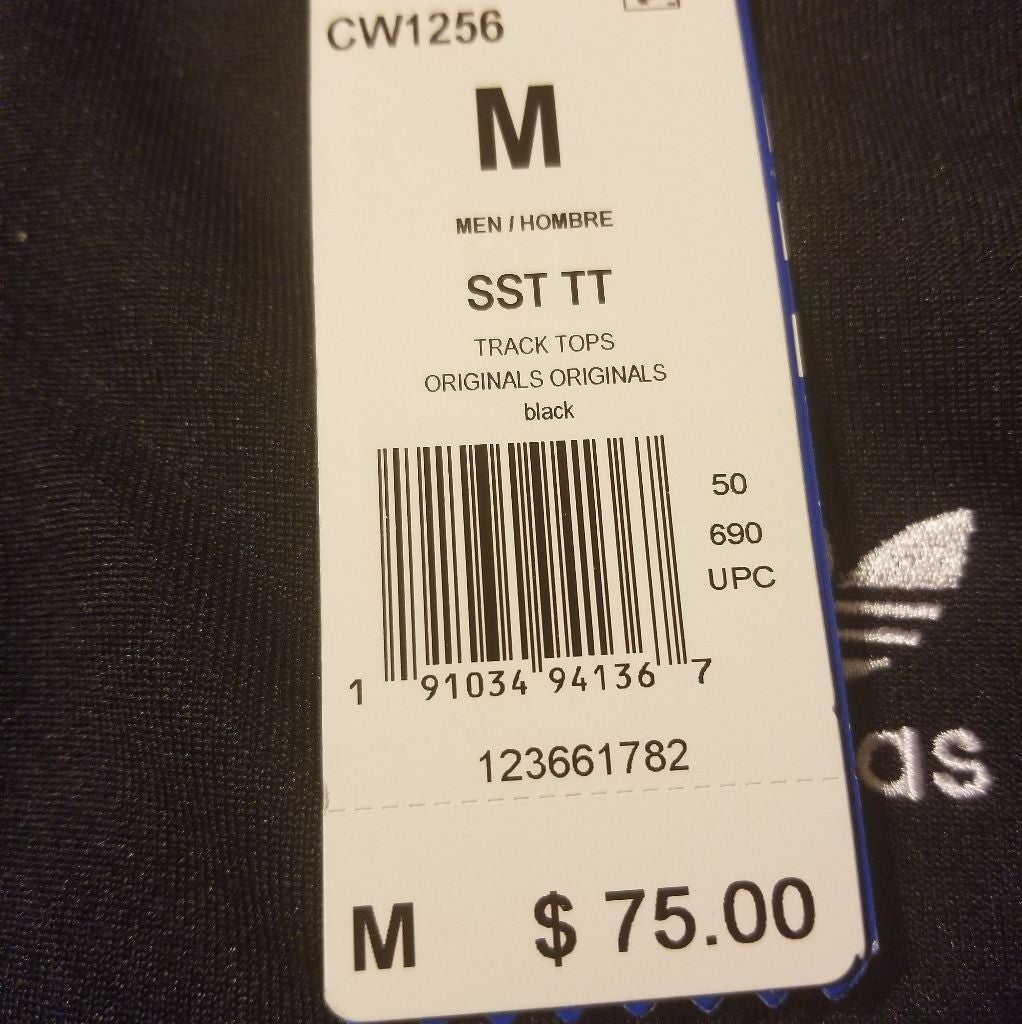 CW1256
M
MEN / HOMBRE
SST TT
TRACK TOPS
ORIGINALS ORIGINALS
black
50
690
UPC
1 91034 94136 7
123661782
as
M $ 75.00